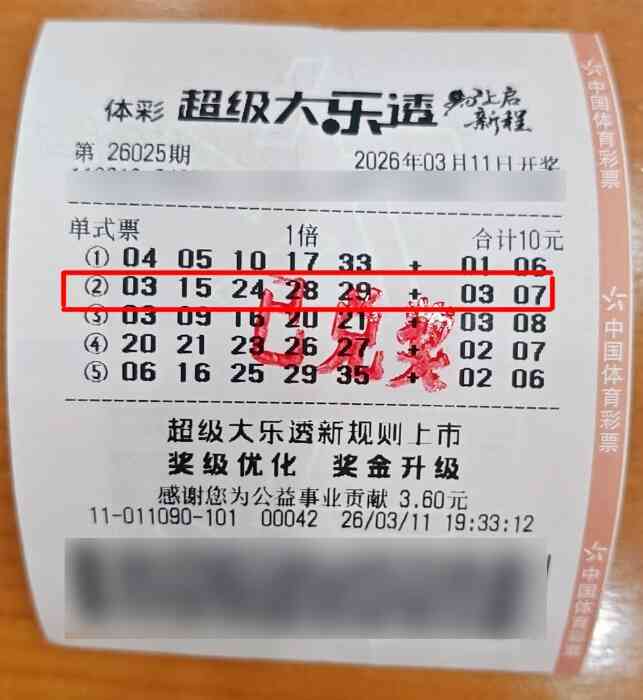 体彩 超级大乐透 马上启新程
第 26025期 2026年03月11日开奖
单式票 1倍 合计10元
① 04 05 10 17 33 + 01 06
② 03 15 24 28 29 + 03 07
③ 03 09 16 20 21 + 03 08
④ 20 21 23 26 27 + 02 07
⑤ 06 16 25 29 35 + 02 06
已兑奖
超级大乐透新规则上市
奖级优化 奖金升级
感谢您为公益事业贡献 3.60元
11-011090-101 00042 26/03/11 19:33:12
中国体育彩票
中国体育彩票
中国体育彩票